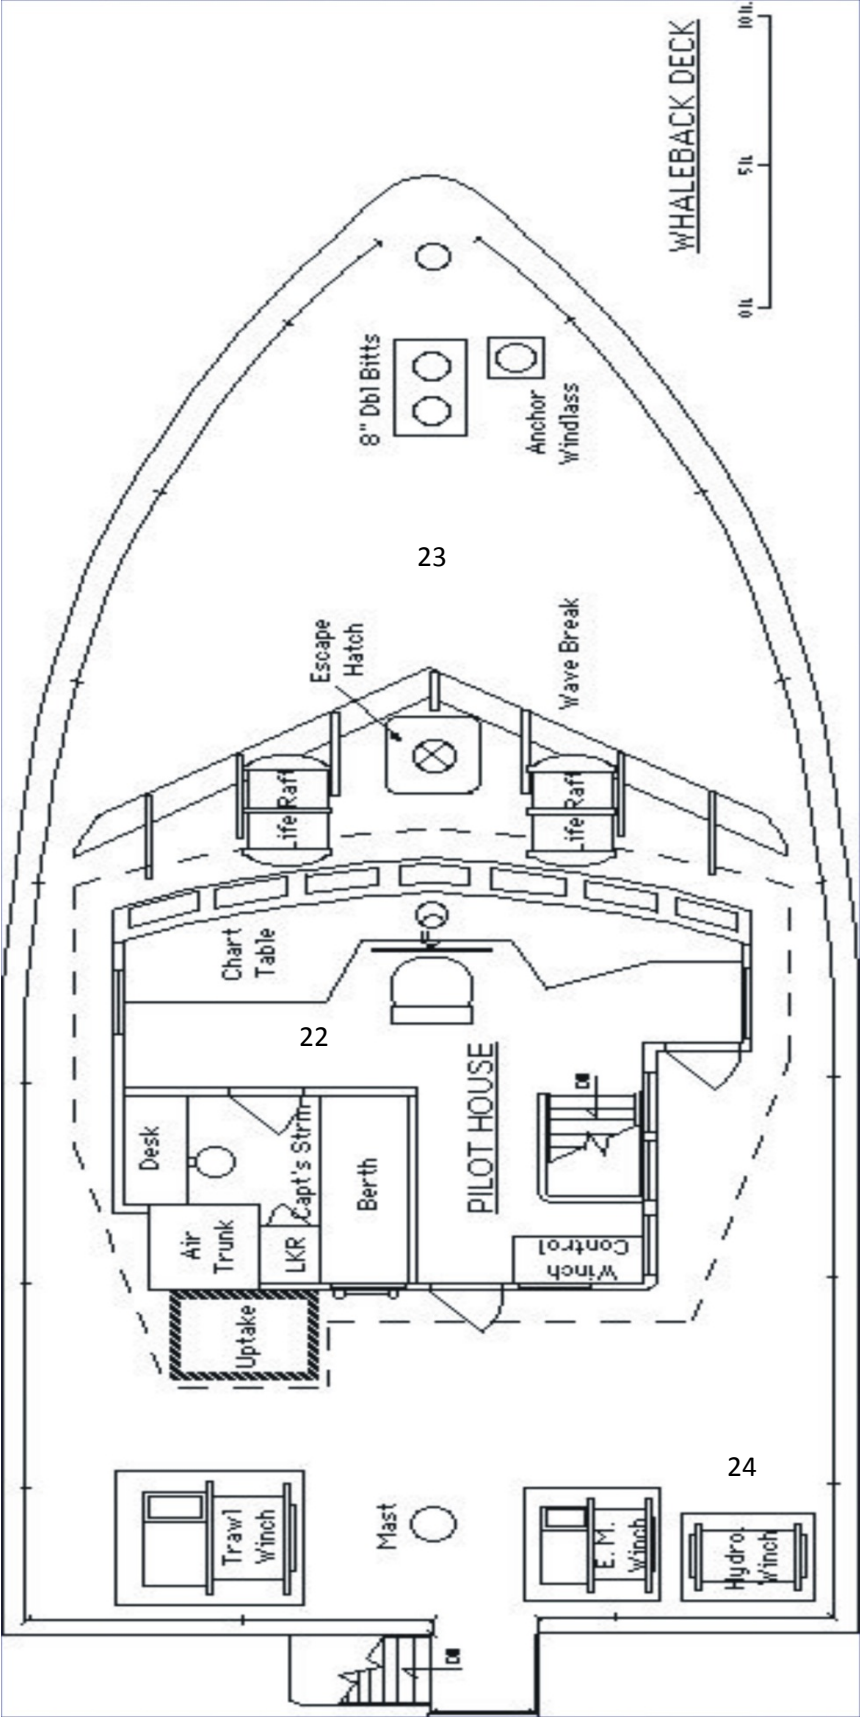 WHALEBACK DECK
0 ft.
5 ft.
10 ft.
8" Dbl Bitts
Anchor
Windlass
23
Escape
Hatch
Wave Break
Life Raft
Life Raft
Chart
Table
22
PILOT HOUSE
DN
Desk
Capt's Strm
Berth
Air
Trunk
LKR
Winch
Control
Uptake
24
Trawl
Winch
Mast
E. M.
Winch
Hydro.
Winch
DN